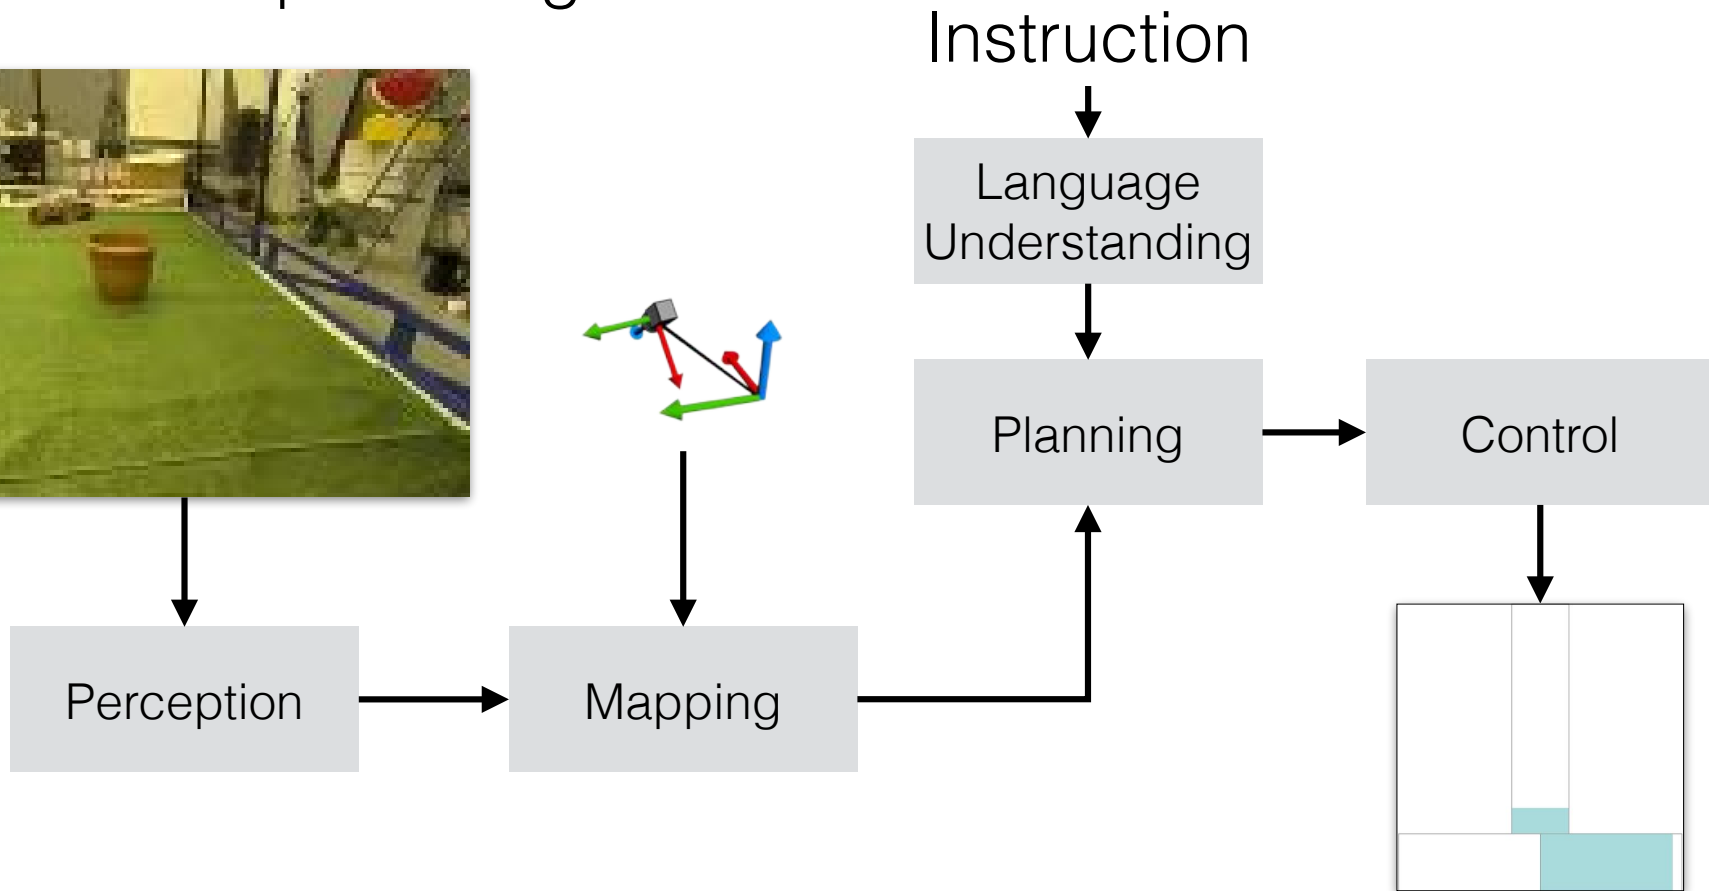 Instruction
Language
Understanding
Planning
Control
Perception
Mapping